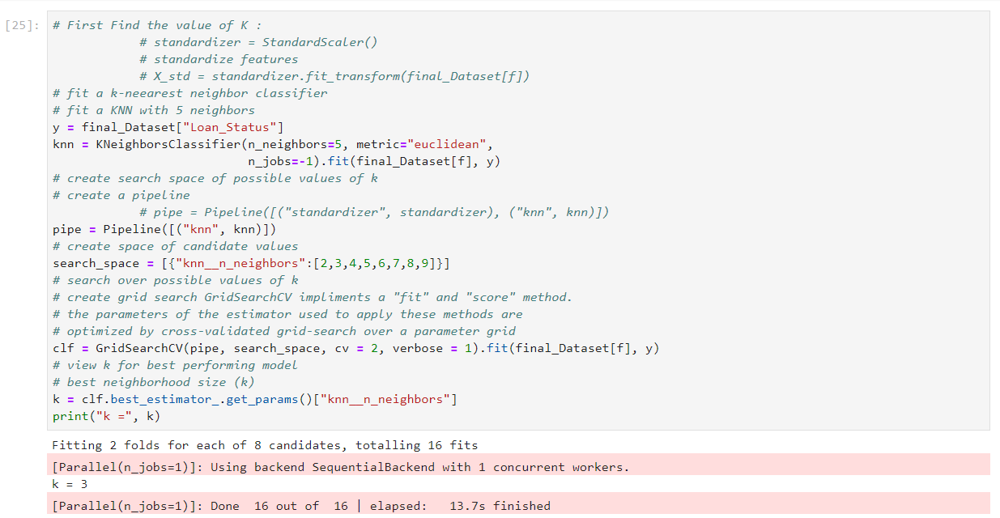 [25]:
# First Find the value of K :
# standardizer = StandardScaler()
# standardize features
# X_std = standardizer.fit_transform(final_Dataset[f])
# fit a k-neearest neighbor classifier
# fit a KNN with 5 neighbors
y = final_Dataset["Loan_Status"]
knn = KNeighborsClassifier(n_neighbors=5, metric="euclidean",
n_jobs=-1).fit(final_Dataset[f], y)
# create search space of possible values of k
# create a pipeline
# pipe = Pipeline([("standardizer", standardizer), ("knn", knn)])
pipe = Pipeline([("knn", knn)])
# create space of candidate values
search_space = [{"knn__n_neighbors":[2,3,4,5,6,7,8,9]}]
# search over possible values of k
# create grid search GridSearchCV impliments a "fit" and "score" method.
# the parameters of the estimator used to apply these methods are
# optimized by cross-validated grid-search over a parameter grid
clf = GridSearchCV(pipe, search_space, cv = 2, verbose = 1).fit(final_Dataset[f], y)
# view k for best performing model
# best neighborhood size (k)
k = clf.best_estimator_.get_params()["knn__n_neighbors"]
print("k =", k)
Fitting 2 folds for each of 8 candidates, totalling 16 fits
[Parallel(n_jobs=1)]: Using backend SequentialBackend with 1 concurrent workers.
k = 3
[Parallel(n_jobs=1)]: Done  16 out of  16 | elapsed:   13.7s finished